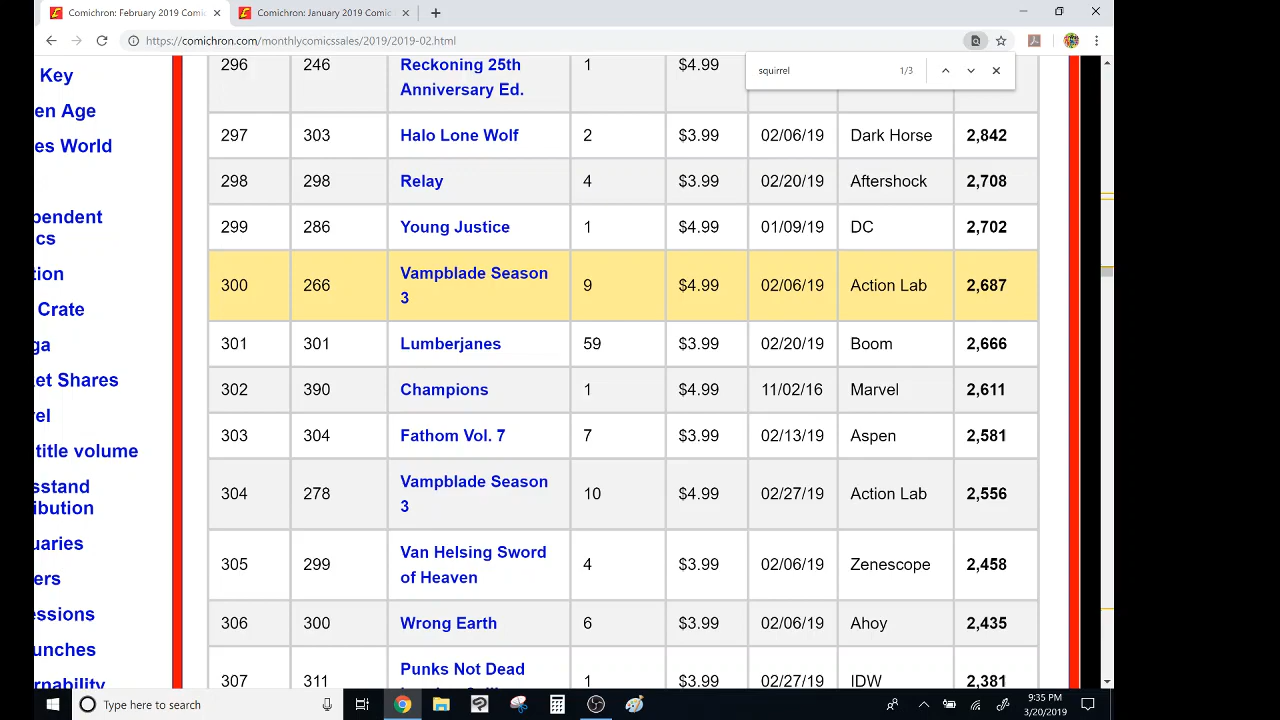 Comichron: February 2019 Comic
Comichron: January 2019 Comic
https://comichron.com/monthlycomicssales/2019/2019-02.html
squirrel 1/3
Key
en Age
es World
pendent
cs
tion
Crate
ga
et Shares
rel
title volume
sstand
ibution
uaries
ers
essions
unches
rnability
296 246 Reckoning 25th Anniversary Ed. 1 $4.99
297 303 Halo Lone Wolf 2 $3.99 02/06/19 Dark Horse 2,842
298 298 Relay 4 $3.99 02/20/19 Aftershock 2,708
299 286 Young Justice 1 $4.99 01/09/19 DC 2,702
300 266 Vampblade Season 3 9 $4.99 02/06/19 Action Lab 2,687
301 301 Lumberjanes 59 $3.99 02/20/19 Boom 2,666
302 390 Champions 1 $4.99 11/02/16 Marvel 2,611
303 304 Fathom Vol. 7 7 $3.99 02/13/19 Aspen 2,581
304 278 Vampblade Season 3 10 $4.99 02/27/19 Action Lab 2,556
305 299 Van Helsing Sword of Heaven 4 $3.99 02/06/19 Zenescope 2,458
306 300 Wrong Earth 6 $3.99 02/06/19 Ahoy 2,435
307 311 Punks Not Dead 1 $3.99 02/27/19 IDW 2,381
Type here to search
9:35 PM
3/20/2019